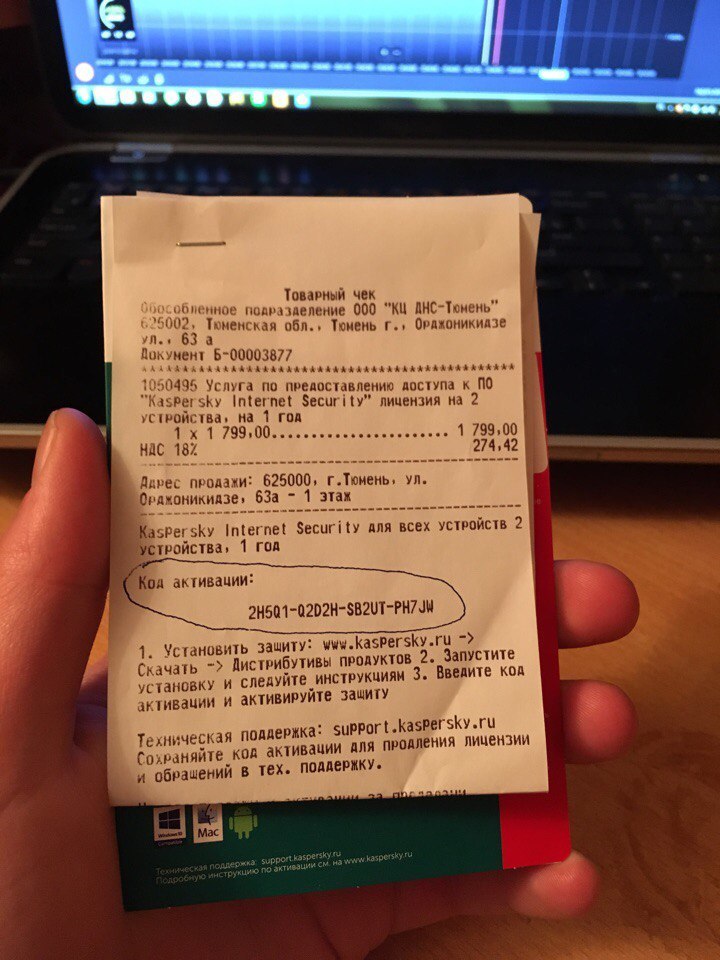 Товарный чек
Обособленное подразделение ООО "КЦ ДНС-Тюмень"
625002, Тюменская обл., Тюмень г., Орджоникидзе
ул., 63 а
Документ Б-00003877
************************************************
1050495 Услуга по предоставлению доступа к ПО
"Kaspersky Internet Security" лицензия на 2
устройства, на 1 год
1 x 1 799,00....................... 1 799,00
НДС 18% 274,42
Адрес продажи: 625000, г.Тюмень, ул.
Орджоникидзе, 63а - 1 этаж
Kaspersky Internet Security для всех устройств 2
устройства, 1 год
Код активации:
2H5Q1-Q2D2H-SB2UT-PH7JW
1. Установить защиту: www.kaspersky.ru ->
Скачать -> Дистрибутивы продуктов 2. Запустите
установку и следуйте инструкциям 3. Введите код
активации и активируйте защиту
Техническая поддержка: support.kaspersky.ru
Сохраняйте код активации для продления лицензии
и обращений в тех. поддержку.
Mac
Техническая поддержка: support.kaspersky.ru
Подробную инструкцию по активации см. на www.kaspersky.ru